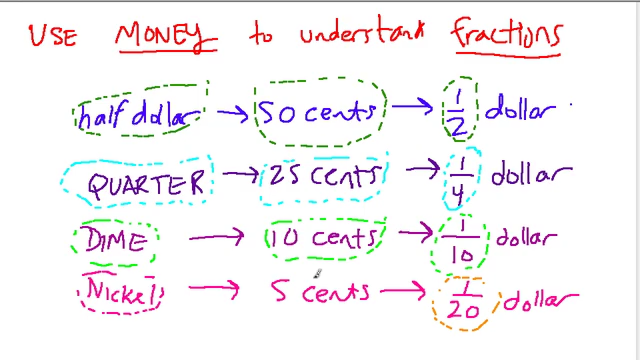 USE MONEY to understand fractions
half dollar → 50 cents → 1/2 dollar
QUARTER → 25 cents → 1/4 dollar
DIME → 10 cents → 1/10 dollar
Nickel → 5 cents → 1/20 dollar